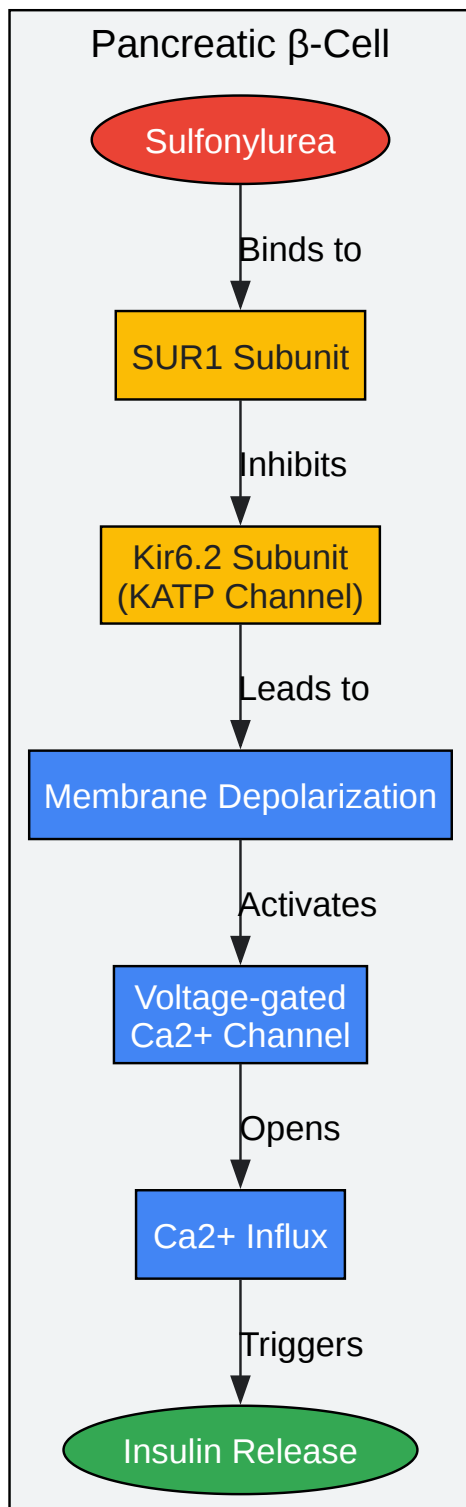 Pancreatic β-Cell
Sulfonylurea
Binds to
SUR1 Subunit
Inhibits
Kir6.2 Subunit
(KATP Channel)
Leads to
Membrane Depolarization
Activates
Voltage-gated
Ca2+ Channel
Opens
Ca2+ Influx
Triggers
Insulin Release